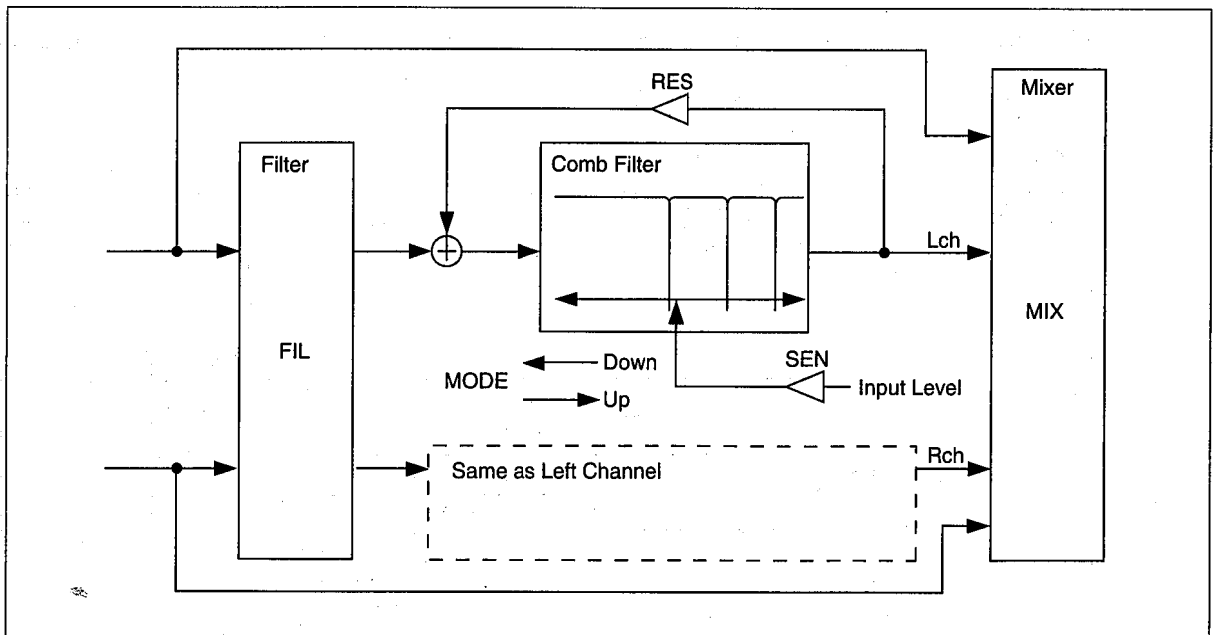 Mixer
RES
Filter
Comb Filter
Lch
FIL
MIX
MODE
Down
Up
SEN
Input Level
Same as Left Channel
Rch